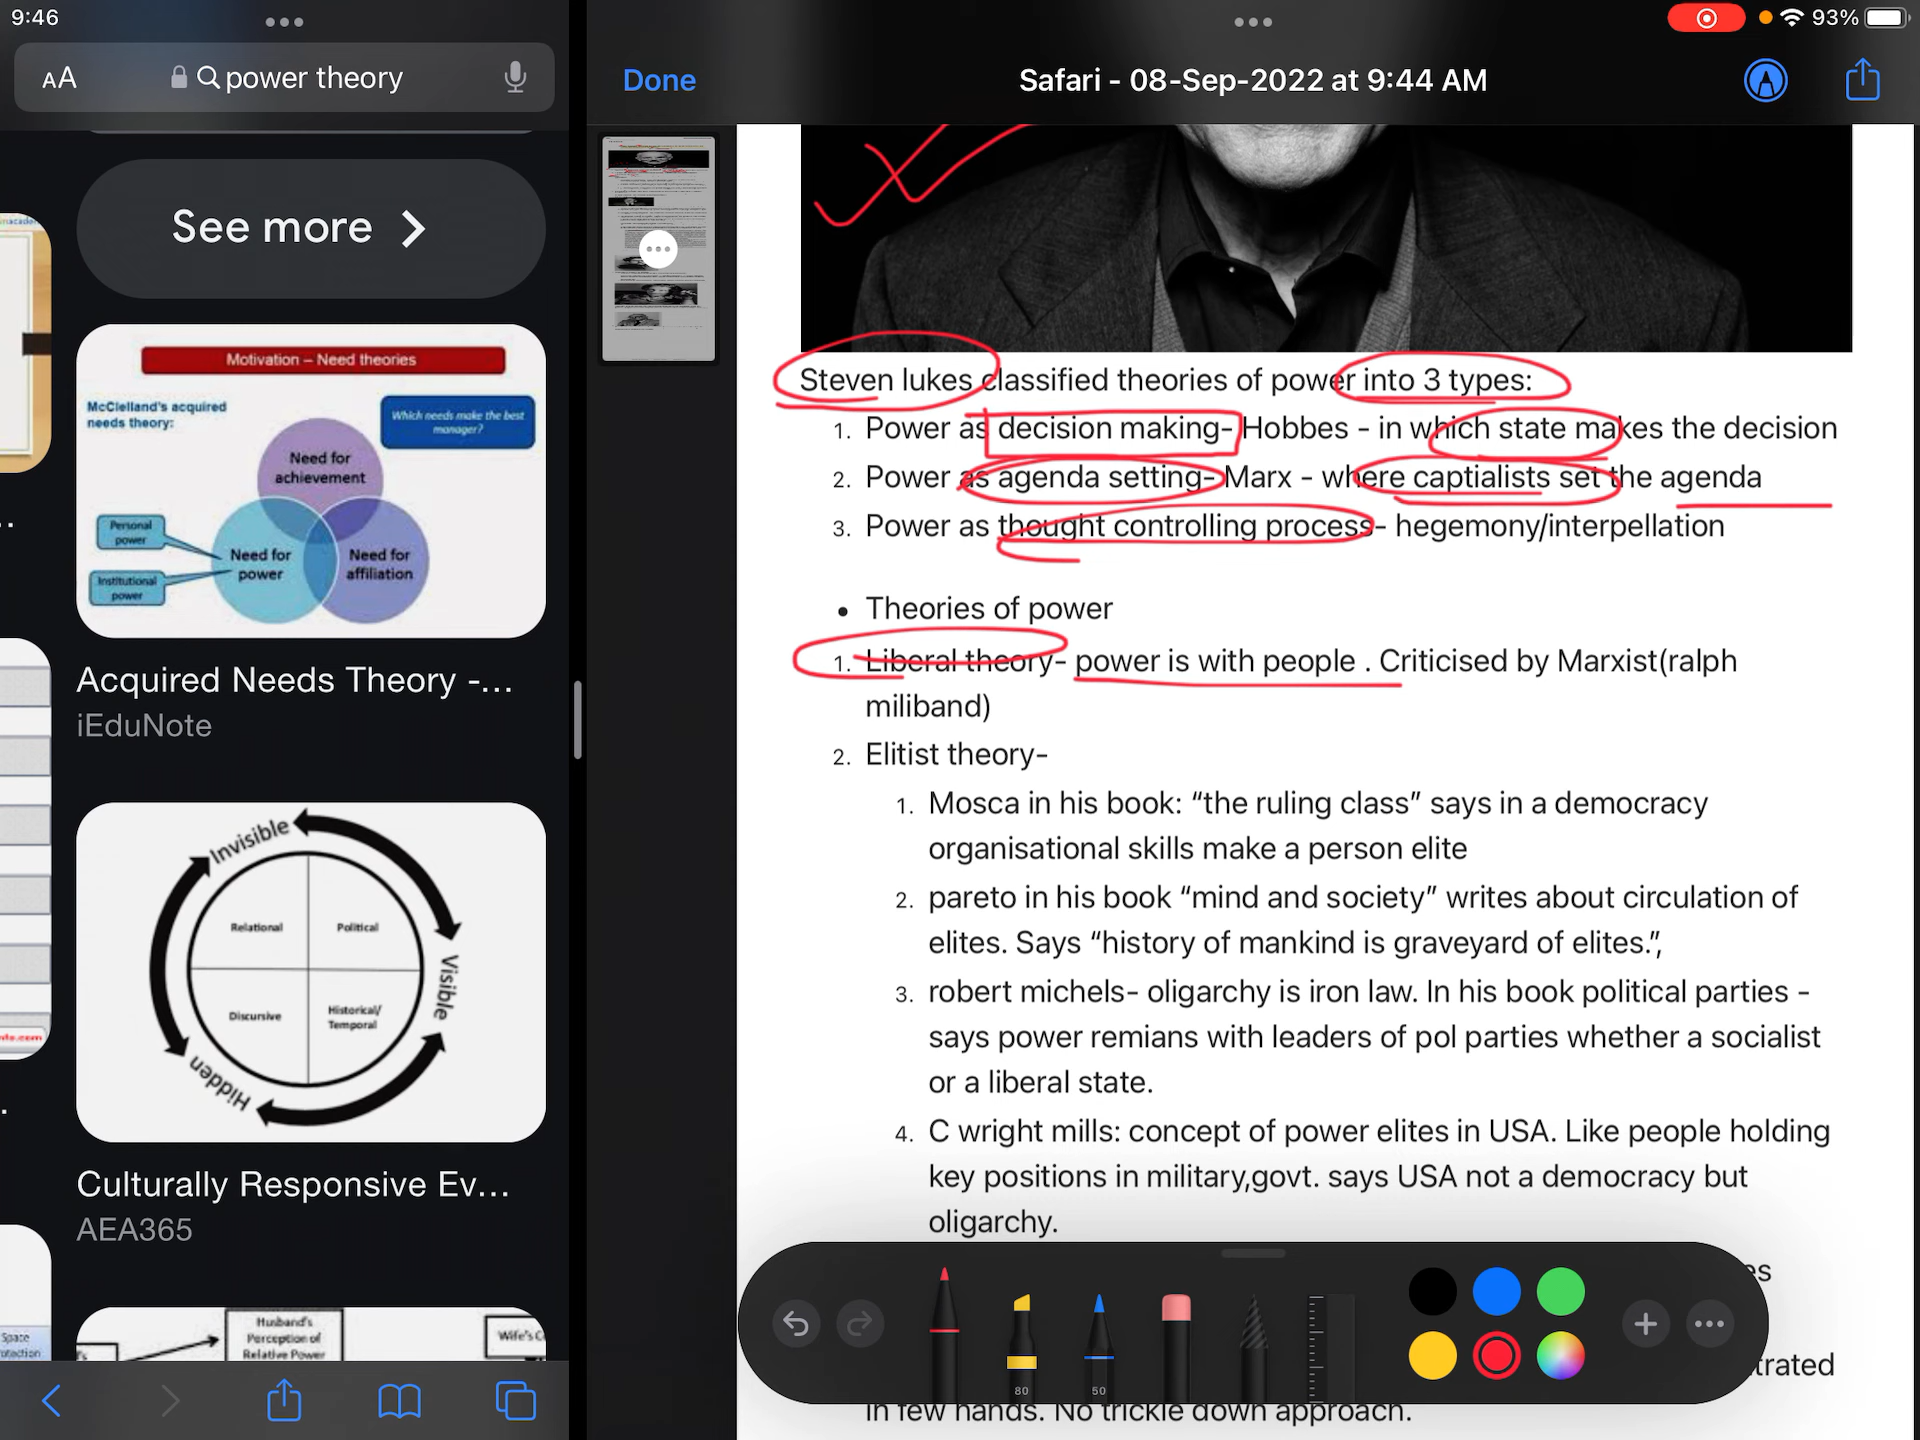 9:46
93%
AA
power theory
See more
Motivation – Need theories
McClelland's acquired
needs theory:
Which needs make the best
manager?
Need for
achievement
Personal
power
Need for
power
Need for
affiliation
Institutional
power
Acquired Needs Theory -...
iEduNote
Invisible
Relational
Political
Visible
Discursive
Historical/
Temporal
Hidden
Culturally Responsive Ev...
AEA365
Husband's
Perception of
Relative Power
Wife's C
Space
Done
Safari - 08-Sep-2022 at 9:44 AM
Steven lukes classified theories of power into 3 types:
1. Power as decision making- Hobbes - in which state makes the decision
2. Power as agenda setting- Marx - where captialists set the agenda
3. Power as thought controlling process- hegemony/interpellation
• Theories of power
1. Liberal theory- power is with people . Criticised by Marxist(ralph
miliband)
2. Elitist theory-
1. Mosca in his book: “the ruling class” says in a democracy
organisational skills make a person elite
2. pareto in his book “mind and society” writes about circulation of
elites. Says “history of mankind is graveyard of elites.”,
3. robert michels- oligarchy is iron law. In his book political parties -
says power remians with leaders of pol parties whether a socialist
or a liberal state.
4. C wright mills: concept of power elites in USA. Like people holding
key positions in military,govt. says USA not a democracy but
oligarchy.
es
trated
in few hands. No trickle down approach.
80
50